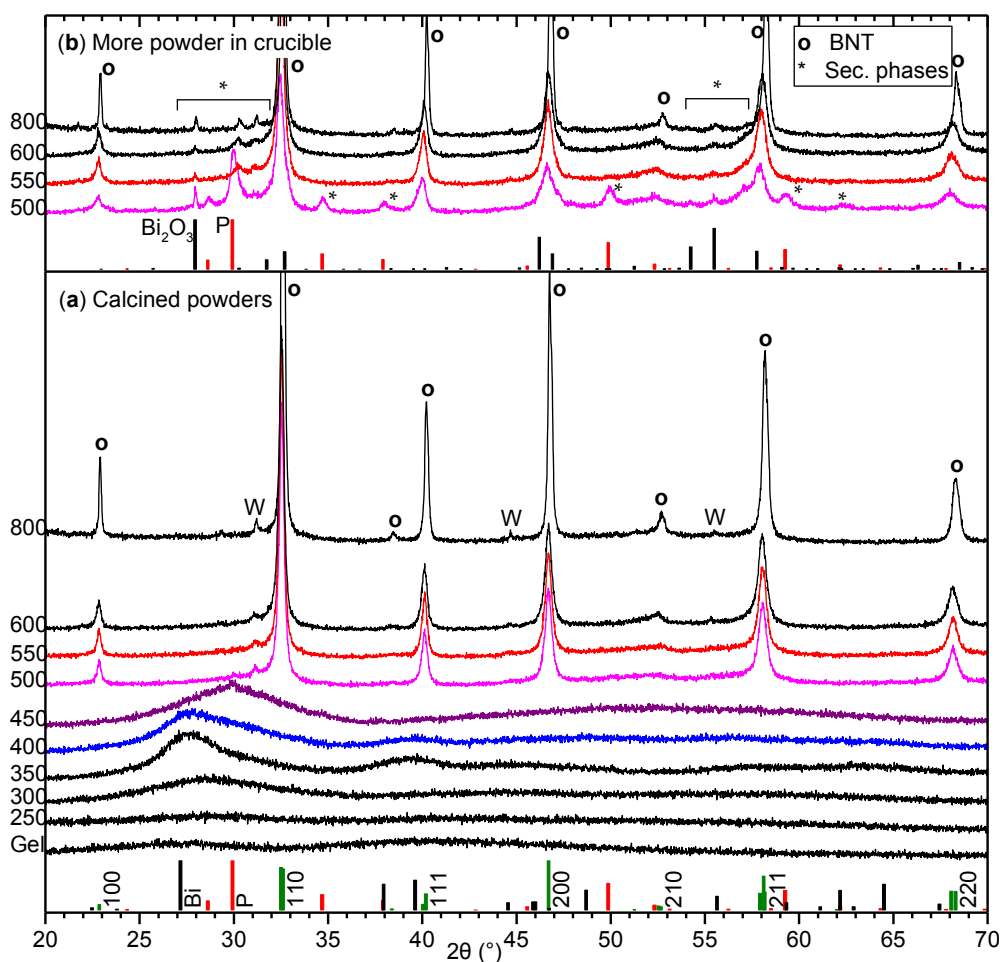 (b) More powder in crucible
o BNT
* Sec. phases
o
o
o
o
o
o
o
*
*
800
600
550
500
*
*
*
*
*
Bi₂O₃
P
(a) Calcined powders
o
o
o
o
o
o
o
o
W
W
W
800
600
550
500
450
400
350
300
250
Gel
100
Bi
P
110
111
200
210
211
220
20 25 30 35 40 45 50 55 60 65 70
2θ (°)